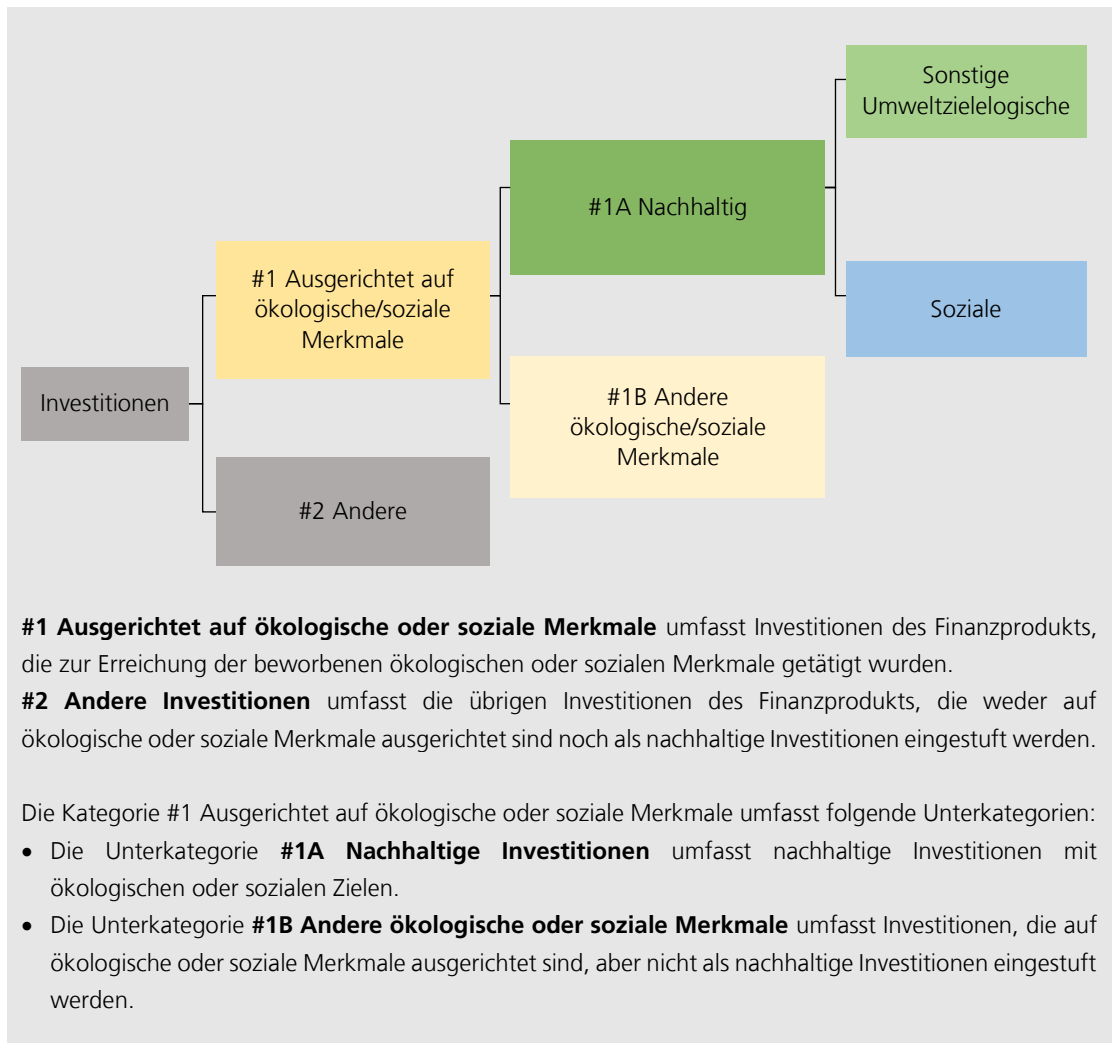 Sonstige
Umweltzielelogische
#1A Nachhaltig
#1 Ausgerichtet auf
ökologische/soziale
Merkmale
Soziale
Investitionen
#1B Andere
ökologische/soziale
Merkmale
#2 Andere
#1 Ausgerichtet auf ökologische oder soziale Merkmale umfasst Investitionen des Finanzprodukts,
die zur Erreichung der beworbenen ökologischen oder sozialen Merkmale getätigt wurden.
#2 Andere Investitionen umfasst die übrigen Investitionen des Finanzprodukts, die weder auf
ökologische oder soziale Merkmale ausgerichtet sind noch als nachhaltige Investitionen eingestuft werden.
Die Kategorie #1 Ausgerichtet auf ökologische oder soziale Merkmale umfasst folgende Unterkategorien:
• Die Unterkategorie #1A Nachhaltige Investitionen umfasst nachhaltige Investitionen mit
ökologischen oder sozialen Zielen.
• Die Unterkategorie #1B Andere ökologische oder soziale Merkmale umfasst Investitionen, die auf
ökologische oder soziale Merkmale ausgerichtet sind, aber nicht als nachhaltige Investitionen eingestuft
werden.